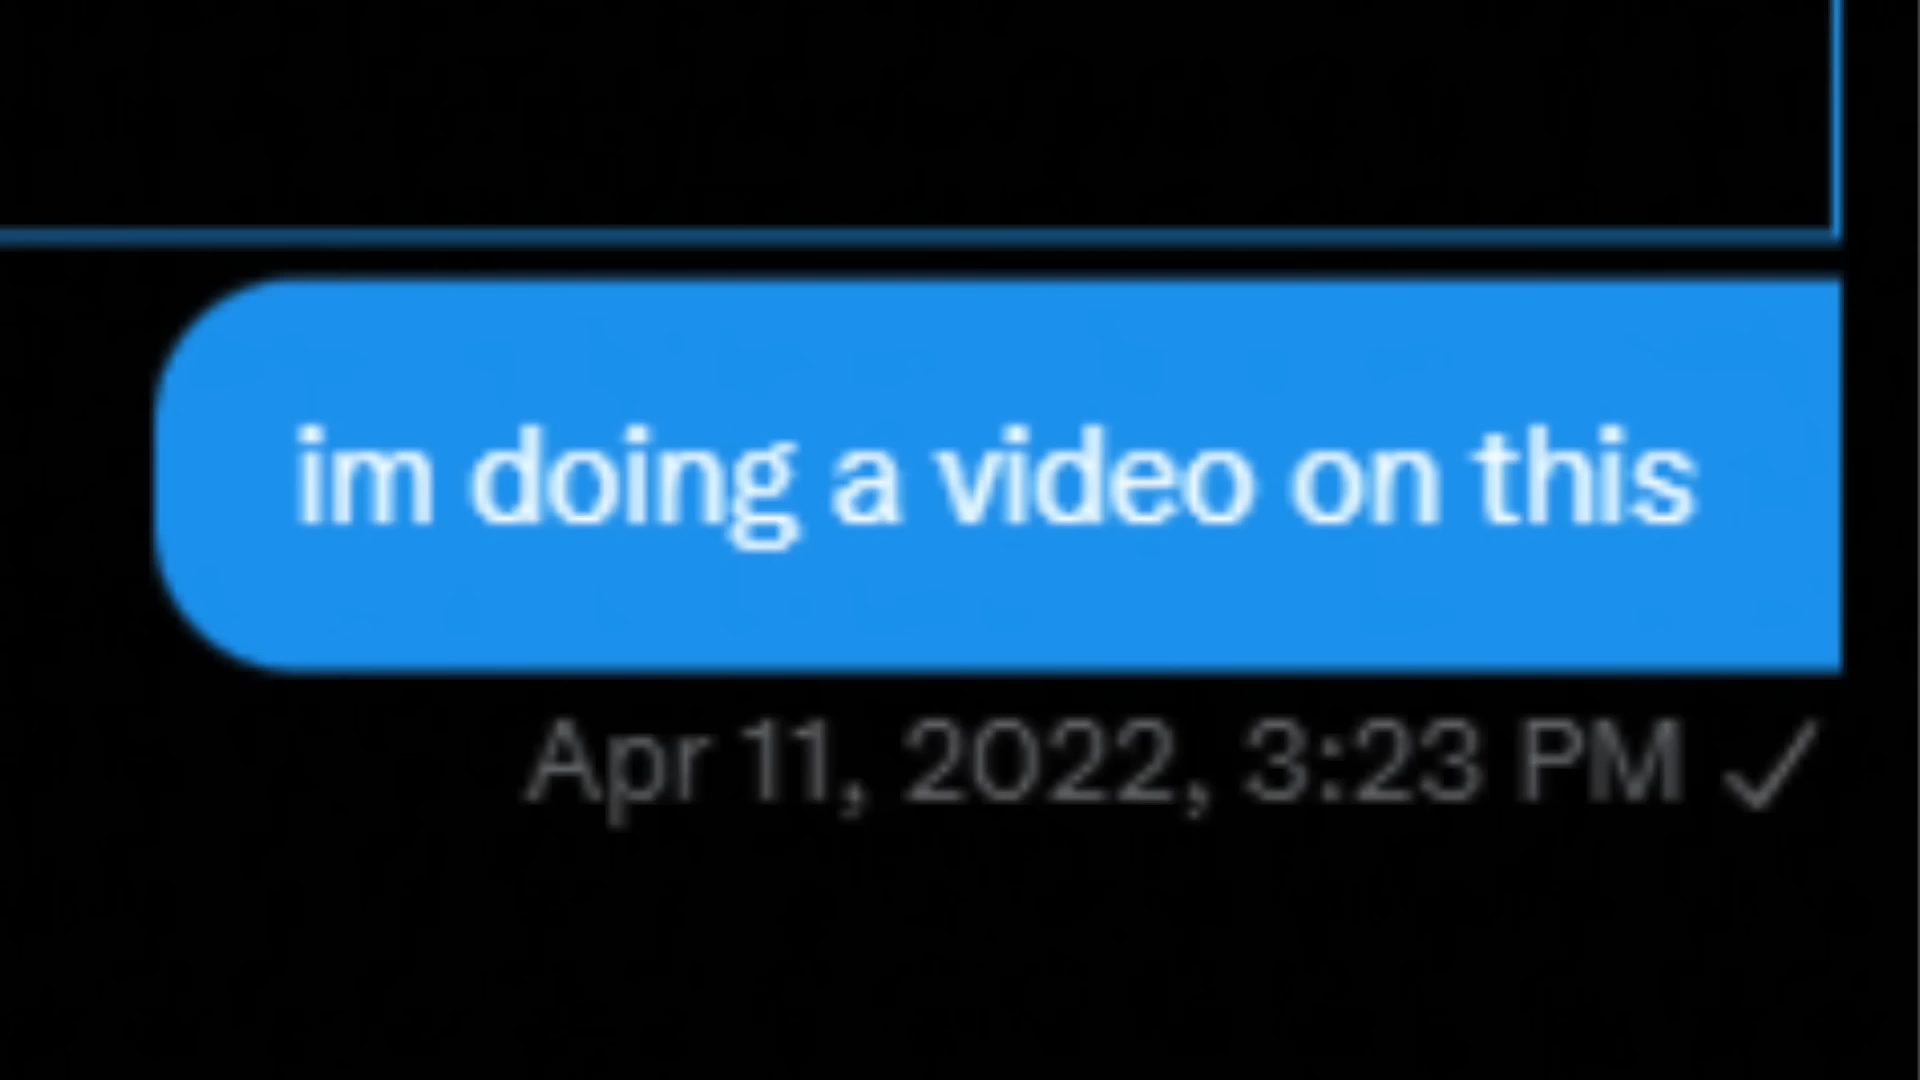 im doing a video on this
Apr 11, 2022, 3:23 PM ✓